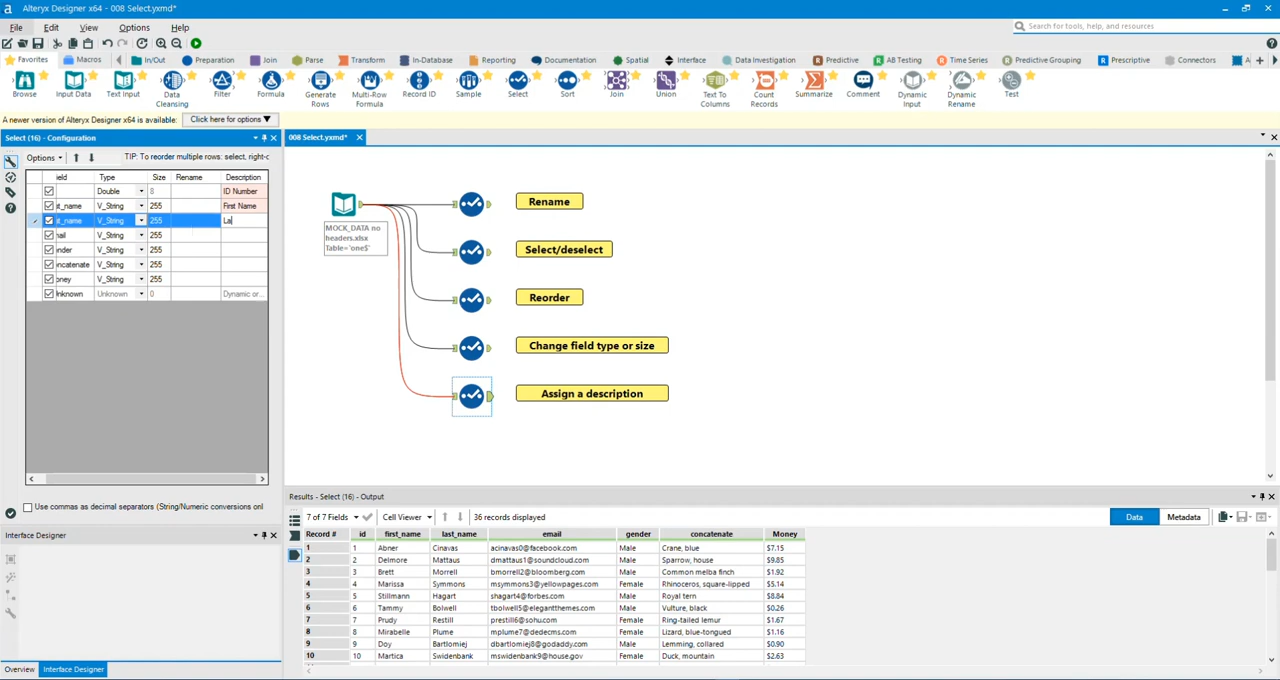 Alteryx Designer x64 - 008 Select.yxmd*
File Edit View Options Help
Search for tools, help, and resources
Favorites Macros In/Out Preparation Join Parse Transform In-Database Reporting Documentation Spatial Interface Data Investigation Predictive AB Testing Time Series Predictive Grouping Prescriptive Connectors A
Browse Input Data Text Input Data Cleansing Filter Formula Generate Rows Multi-Row Formula Record ID Sample Select Sort Join Union Text To Columns Count Records Summarize Comment Dynamic Input Dynamic Rename Test
A newer version of Alteryx Designer x64 is available: Click here for options ▼
Select (16) - Configuration
008 Select.yxmd*
Options TIP: To reorder multiple rows: select, right-c
ield Type Size Rename Description
Double 8 ID Number
st_name V_String 255 First Name
st_name V_String 255 La
nail V_String 255
nder V_String 255
ncatenate V_String 255
oney V_String 255
nknown Unknown 0 Dynamic or...
Use commas as decimal separators (String/Numeric conversions onl
Interface Designer
Overview Interface Designer
MOCK_DATA no
headers.xlsx
Table='one$'
Rename
Select/deselect
Reorder
Change field type or size
Assign a description
Results - Select (16) - Output
7 of 7 Fields Cell Viewer 36 records displayed Data Metadata
Record # id first_name last_name email gender concatenate Money
1 1 Abner Cinavas acinavas0@facebook.com Male Crane, blue $7.15
2 2 Delmore Mattaus dmattaus1@soundcloud.com Male Sparrow, house $9.85
3 3 Brett Morrell bmorrell2@bloomberg.com Male Common melba finch $1.92
4 4 Marissa Symmons msymmons3@yellowpages.com Female Rhinoceros, square-lipped $5.14
5 5 Stillmann Hagart shagart4@forbes.com Male Royal tern $8.84
6 6 Tammy Bolwell tbolwell5@elegantthemes.com Female Vulture, black $0.26
7 7 Prudy Restill prestill6@sohu.com Female Ring-tailed lemur $1.67
8 8 Mirabelle Plume mplume7@dedecms.com Female Lizard, blue-tongued $1.16
9 9 Doy Bartlomiej dbartlomiej8@godaddy.com Male Lemming, collared $0.90
10 10 Martica Swidenbank mswidenbank9@house.gov Female Duck, mountain $2.63